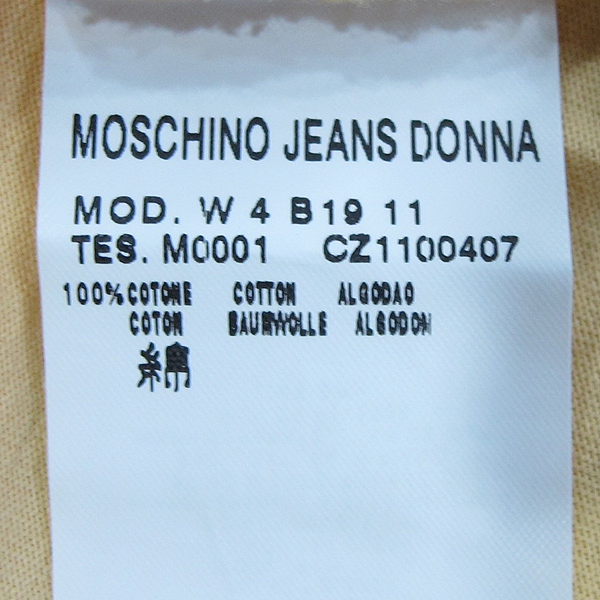 MOSCHINO JEANS DONNA
MOD. W 4 B19 11
TES. M0001 CZ1100407
100% COTONE COTTON ALGODAO
COTON BAUMWOLLE ALGODON
綿